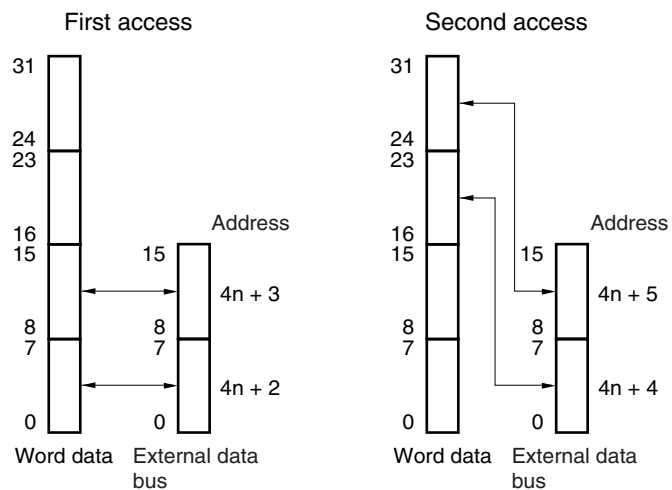 First access
31
24
23
16
15
8
7
0
Address
15
4n + 3
8
7
4n + 2
0
Word data
External data
bus
Second access
31
24
23
16
15
8
7
0
Address
15
4n + 5
8
7
4n + 4
0
Word data
External data
bus